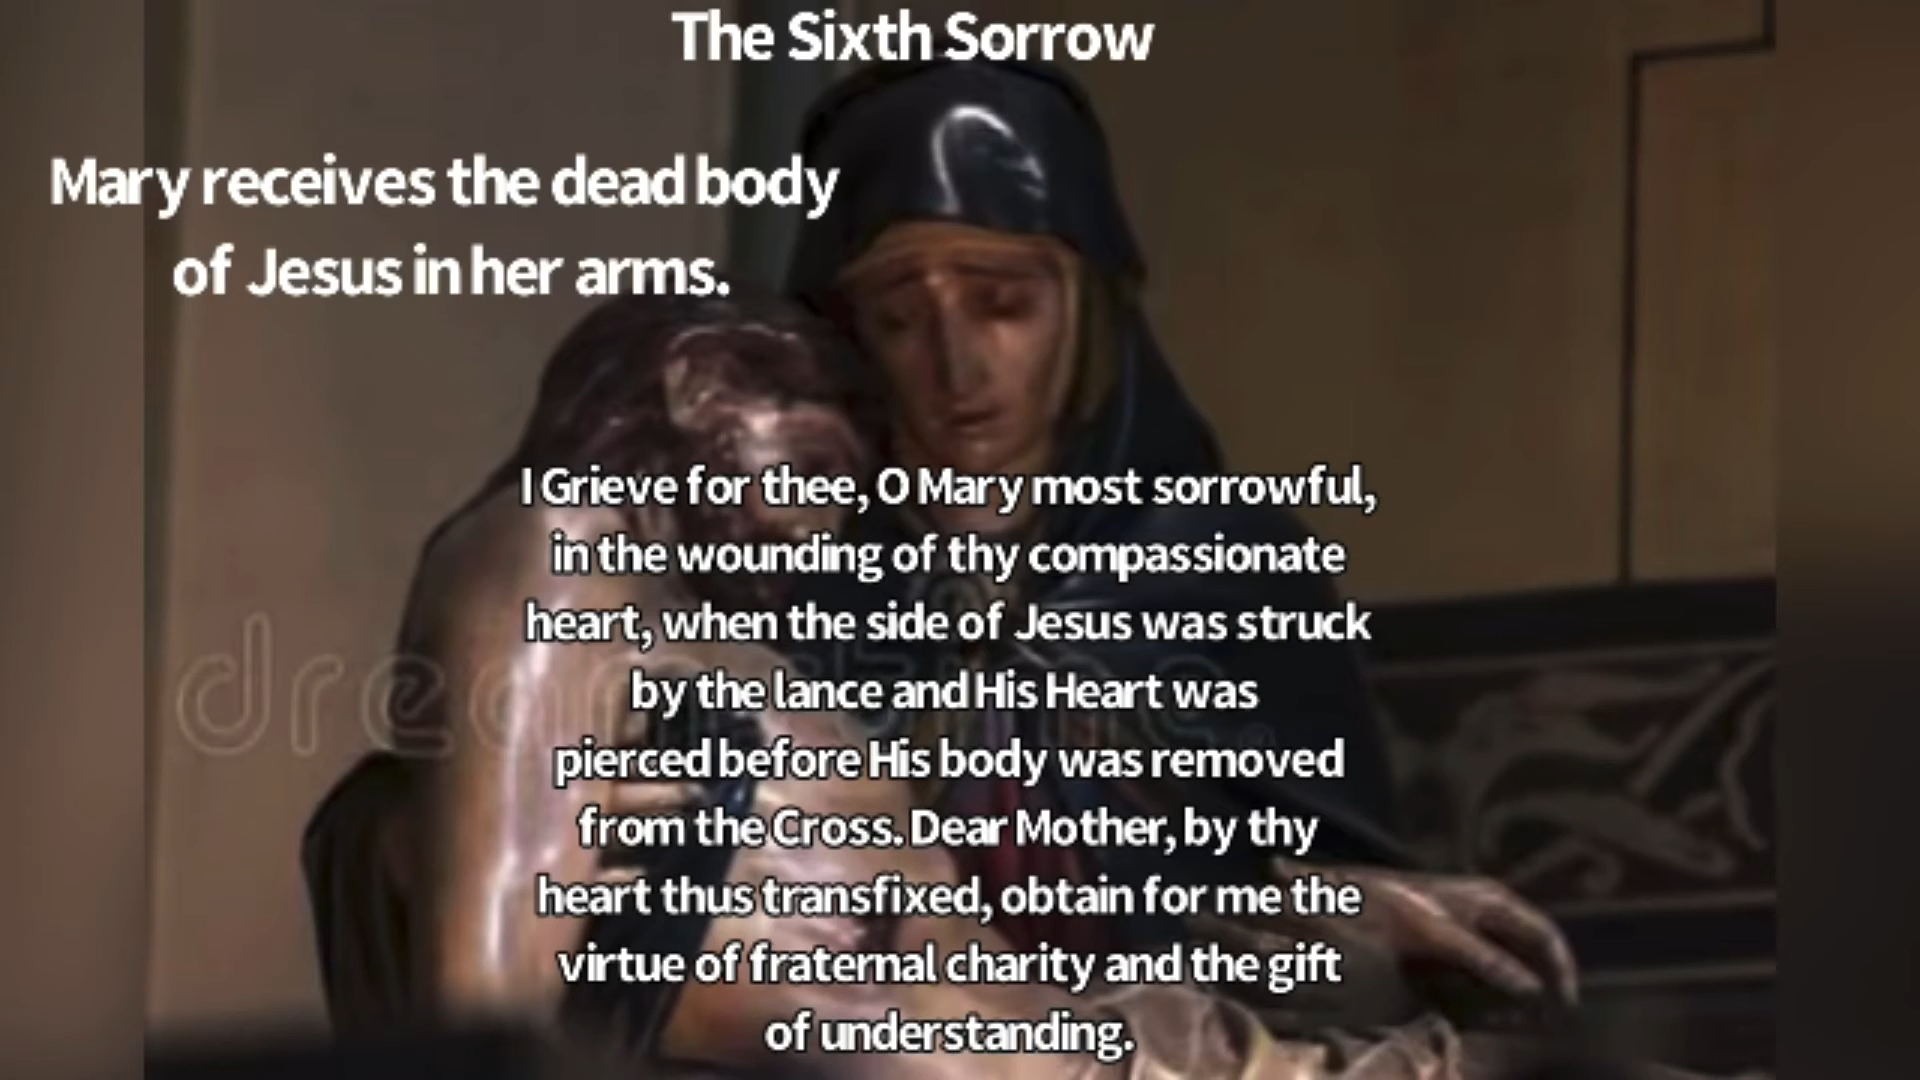 The Sixth Sorrow
Mary receives the dead body
of Jesus in her arms.
I Grieve for thee, O Mary most sorrowful,
in the wounding of thy compassionate
heart, when the side of Jesus was struck
by the lance and His Heart was
pierced before His body was removed
from the Cross. Dear Mother, by thy
heart thus transfixed, obtain for me the
virtue of fraternal charity and the gift
of understanding.
dreamstime